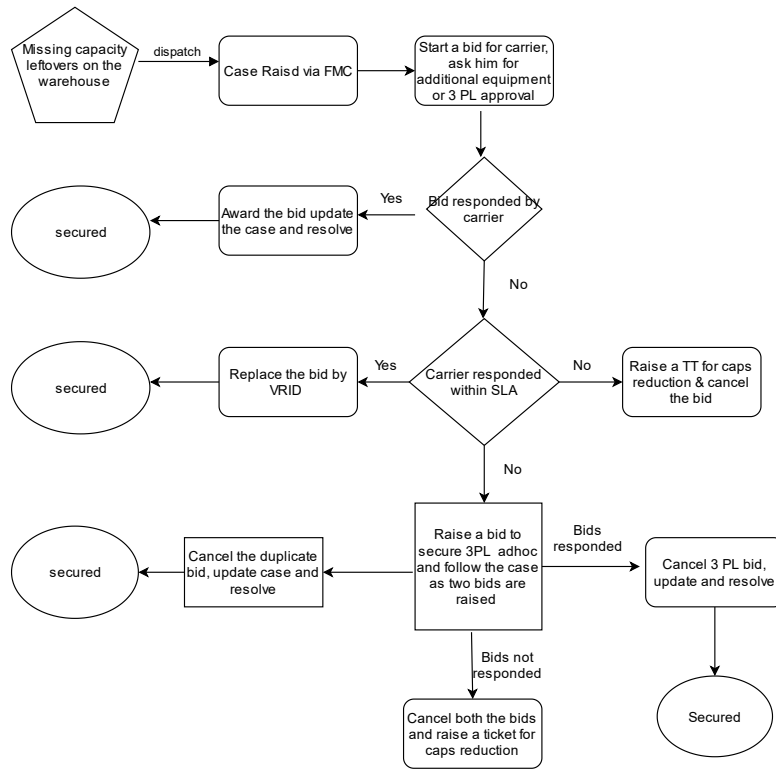 Missing capacity
leftovers on the
warehouse
dispatch
Case Raisd via FMC
Start a bid for carrier,
ask him for
additional equipment
or 3 PL approval
Bid responded by
carrier
Yes
Award the bid update
the case and resolve
secured
No
Carrier responded
within SLA
Yes
Replace the bid by
VRID
secured
No
Raise a TT for caps
reduction & cancel
the bid
No
Raise a bid to
secure 3PL adhoc
and follow the case
as two bids are
raised
Cancel the duplicate
bid, update case and
resolve
secured
Bids
responded
Cancel 3 PL bid,
update and resolve
Secured
Bids not
responded
Cancel both the bids
and raise a ticket for
caps reduction